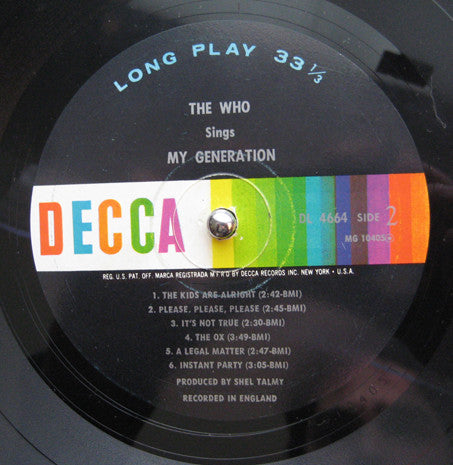 LONG PLAY 33 1/3
THE WHO
Sings
MY GENERATION
DECCA
DL 4664 SIDE 2
REG. U.S. PAT. OFF. MARCA REGISTRADA MFRD BY DECCA RECORDS INC. NEW YORK • U.S.A.
1. THE KIDS ARE ALRIGHT (2:42-BMI)
2. PLEASE, PLEASE, PLEASE (2:45-BMI)
3. IT'S NOT TRUE (2:30-BMI)
4. THE OX (3:49-BMI)
5. A LEGAL MATTER (2:47-BMI)
6. INSTANT PARTY (3:05-BMI)
PRODUCED BY SHEL TALMY
RECORDED IN ENGLAND